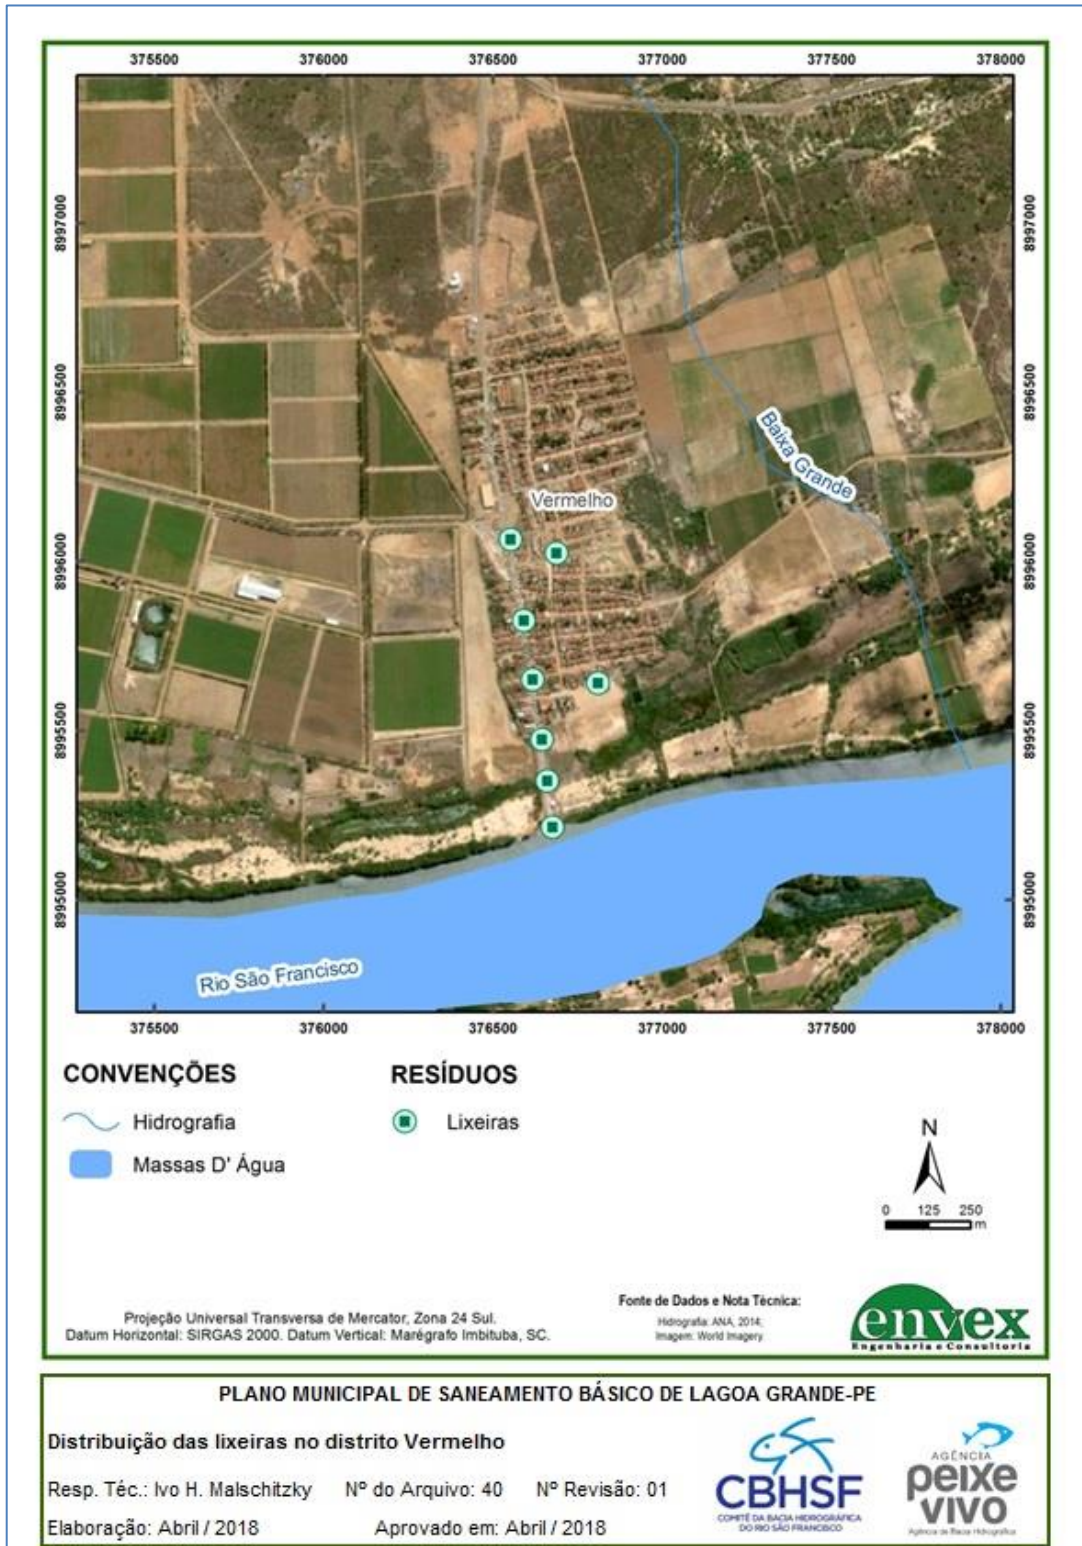 375500 376000 376500 377000 377500 378000
8997000 8997000
8996500 8996500
Baixa Grande
Vermelho
8996000 8996000
8995500 8995500
8995000 8995000
Rio São Francisco
375500 376000 376500 377000 377500 378000
CONVENÇÕES RESÍDUOS
Hidrografia Lixeiras
Massas D' Água
N
0 125 250
m
Projeção Universal Transversa de Mercator, Zona 24 Sul.
Datum Horizontal: SIRGAS 2000. Datum Vertical: Marégrafo Imbituba, SC.
Fonte de Dados e Nota Técnica:
Hidrografia: ANA, 2014;
Imagem: World Imagery
envex
Engenharia e Consultoria
PLANO MUNICIPAL DE SANEAMENTO BÁSICO DE LAGOA GRANDE-PE
Distribuição das lixeiras no distrito Vermelho
Resp. Téc.: Ivo H. Malschitzky Nº do Arquivo: 40 Nº Revisão: 01
Elaboração: Abril / 2018 Aprovado em: Abril / 2018
CBHSF
COMITÊ DA BACIA HIDROGRÁFICA
DO RIO SÃO FRANCISCO
AGÊNCIA
peixe
vivo
Agência de Bacia Hidrográfica